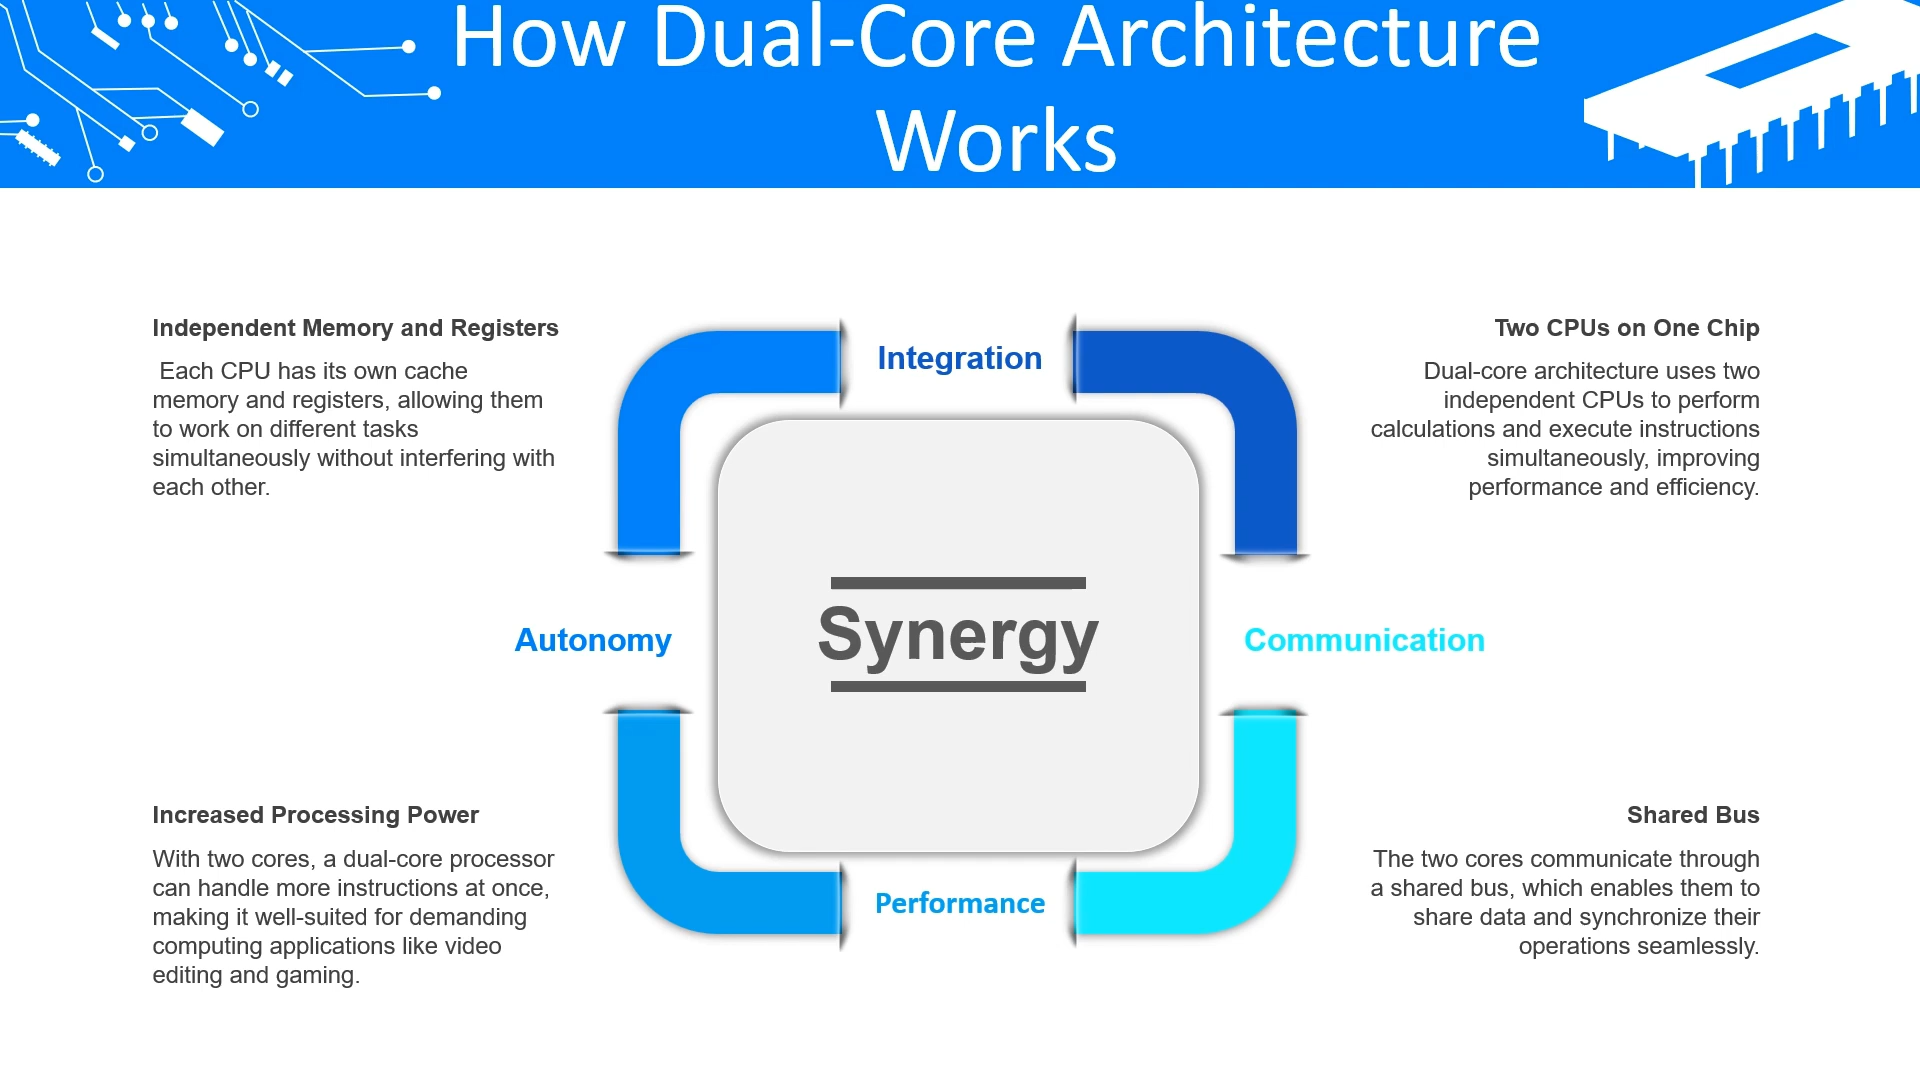 How Dual-Core Architecture
Works
Independent Memory and Registers
Each CPU has its own cache
memory and registers, allowing them
to work on different tasks
simultaneously without interfering with
each other.
Integration
Two CPUs on One Chip
Dual-core architecture uses two
independent CPUs to perform
calculations and execute instructions
simultaneously, improving
performance and efficiency.
Autonomy
Synergy
Communication
Increased Processing Power
With two cores, a dual-core processor
can handle more instructions at once,
making it well-suited for demanding
computing applications like video
editing and gaming.
Performance
Shared Bus
The two cores communicate through
a shared bus, which enables them to
share data and synchronize their
operations seamlessly.